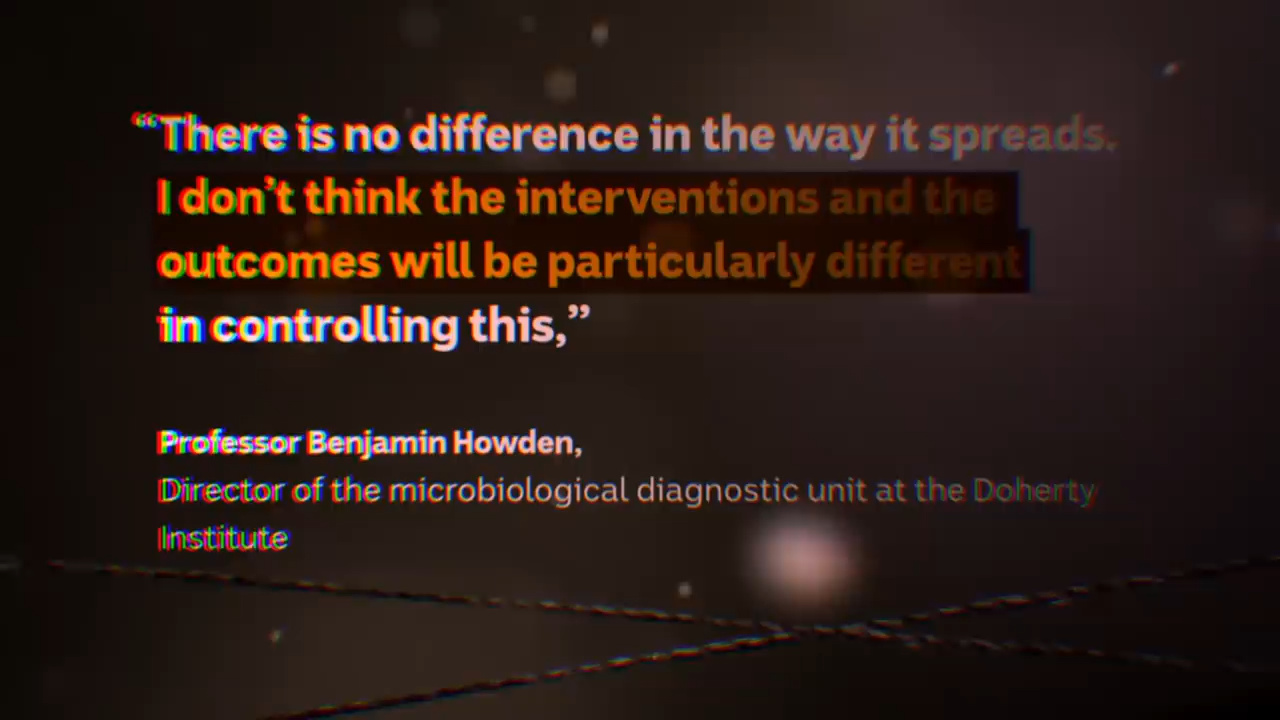 “There is no difference in the way it spreads.
I don’t think the interventions and the
outcomes will be particularly different
in controlling this,”
Professor Benjamin Howden,
Director of the microbiological diagnostic unit at the Doherty
Institute